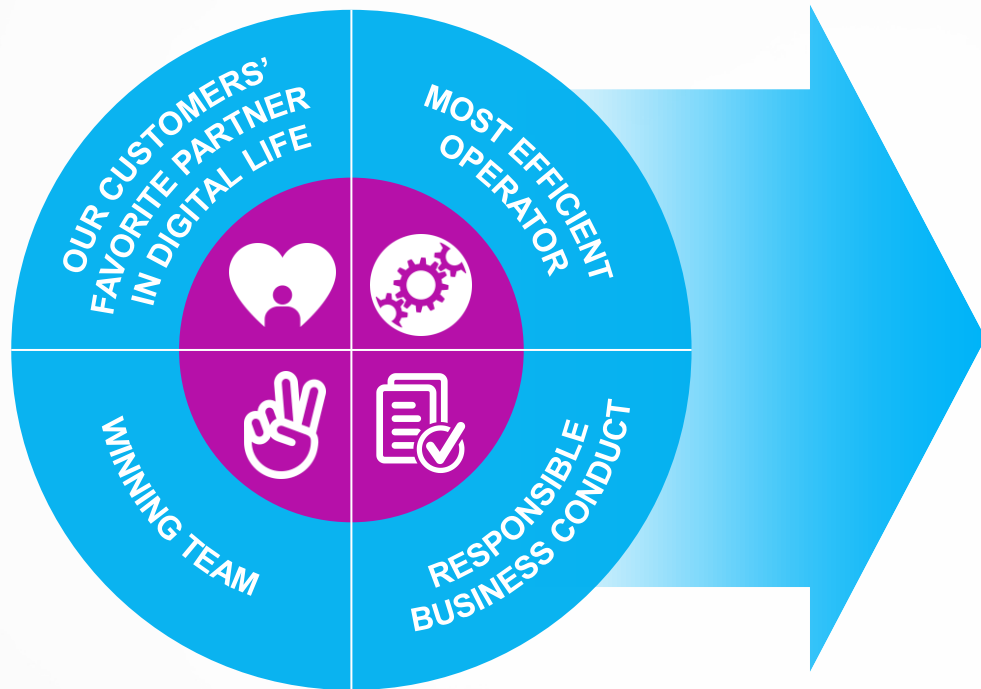 OUR CUSTOMERS’
FAVORITE PARTNER
IN DIGITAL LIFE
MOST EFFICIENT
OPERATOR
WINNING TEAM
RESPONSIBLE
BUSINESS CONDUCT